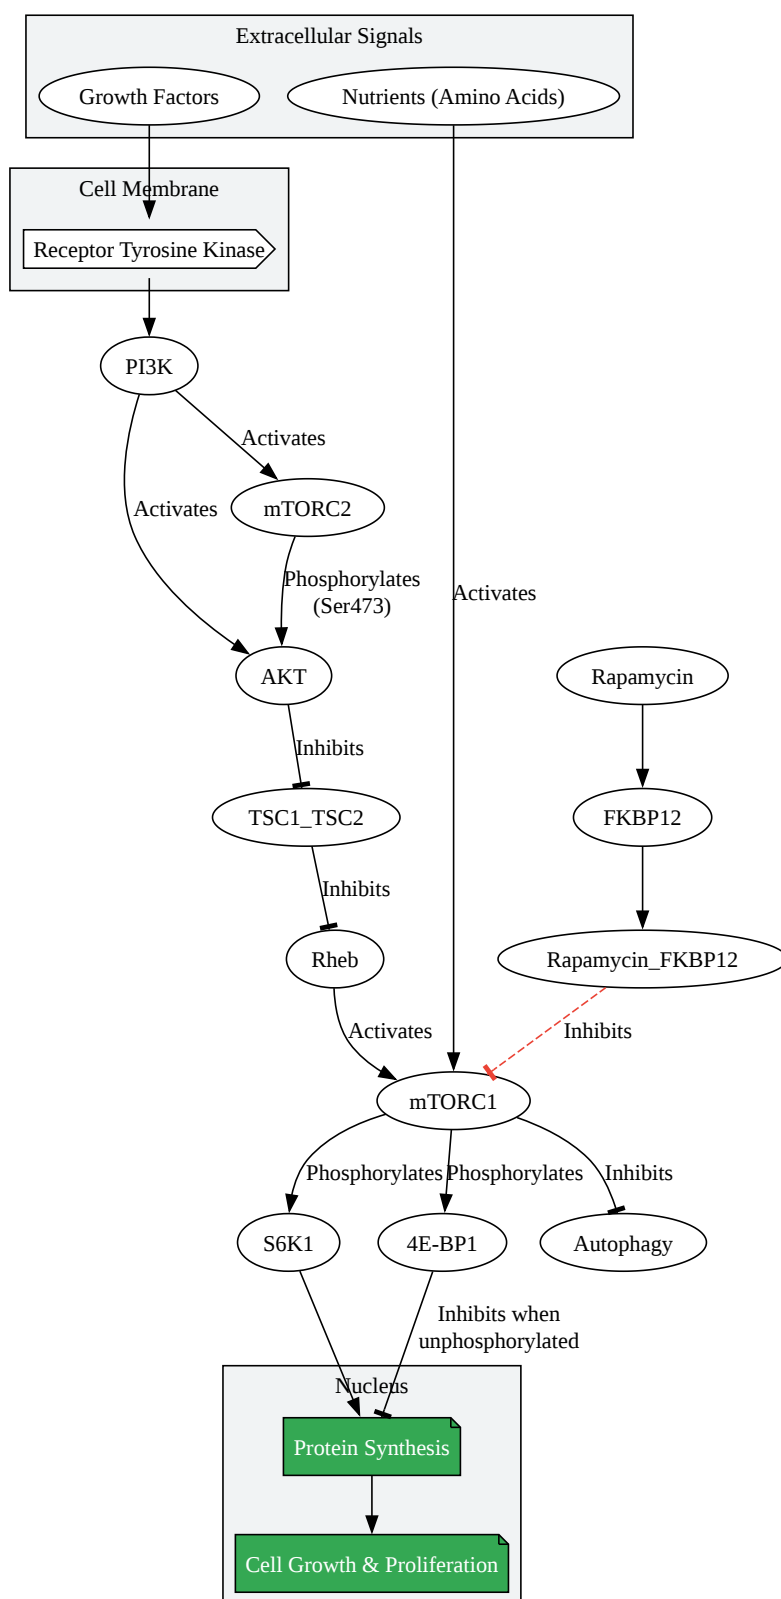 Extracellular Signals
Growth Factors
Nutrients (Amino Acids)
Cell Membrane
Receptor Tyrosine Kinase
PI3K
Activates
mTORC2
Activates
Phosphorylates
(Ser473)
Activates
AKT
Rapamycin
Inhibits
TSC1_TSC2
FKBP12
Inhibits
Rheb
Rapamycin_FKBP12
Activates
Inhibits
mTORC1
Phosphorylates
Phosphorylates
Inhibits
S6K1
4E-BP1
Autophagy
Inhibits when
unphosphorylated
Nucleus
Protein Synthesis
Cell Growth & Proliferation